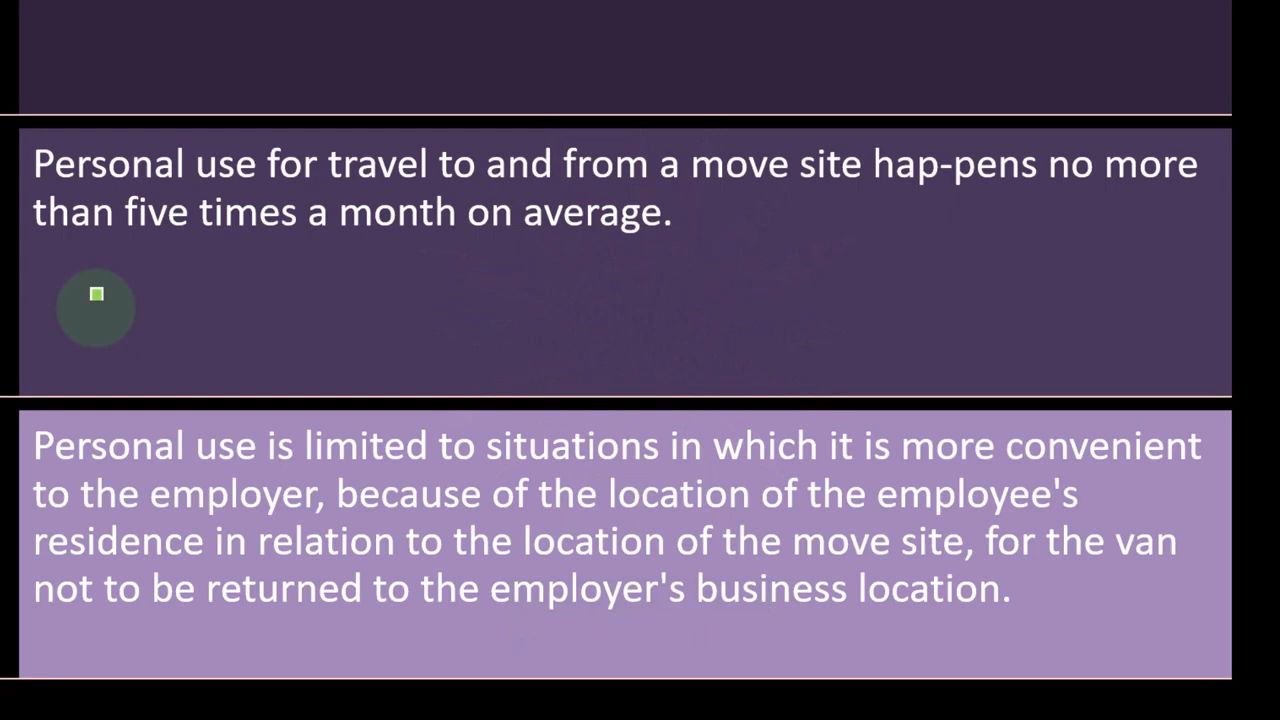 Personal use for travel to and from a move site hap-pens no more
than five times a month on average.
Personal use is limited to situations in which it is more convenient
to the employer, because of the location of the employee's
residence in relation to the location of the move site, for the van
not to be returned to the employer's business location.